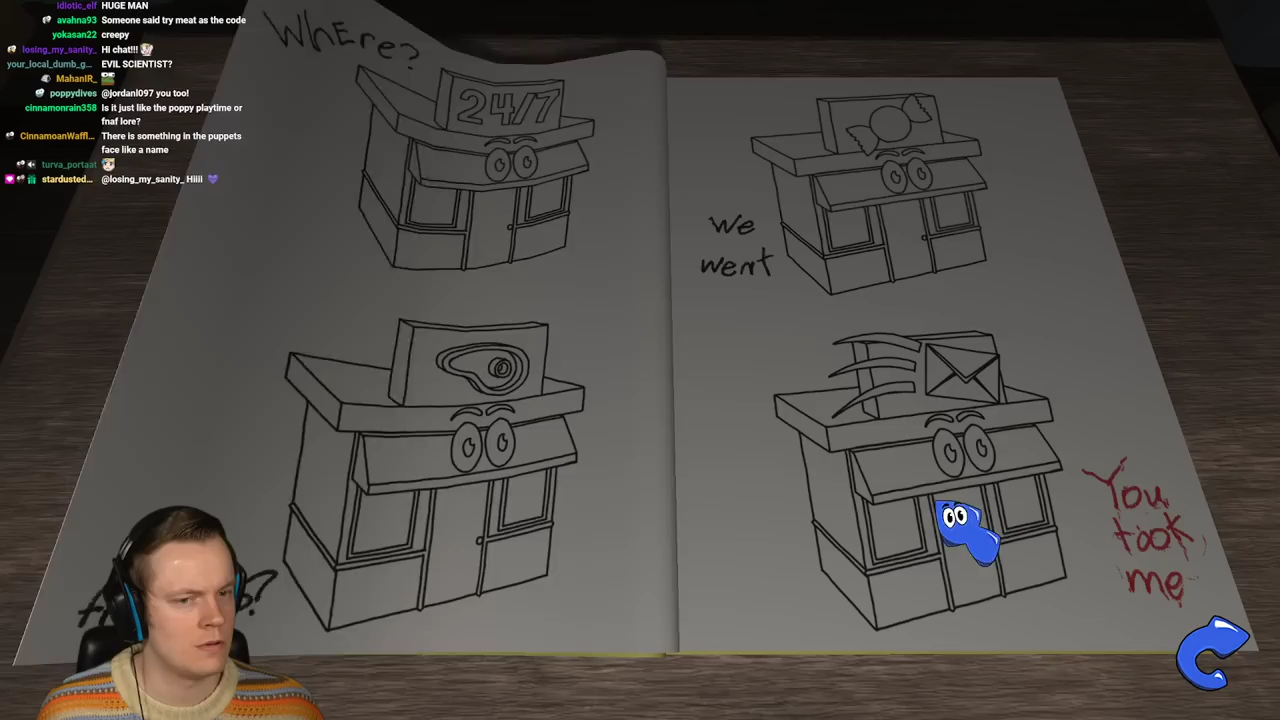 idiotic_elf HUGE MAN
avahna93 Someone said try meat as the code
yokasan22 creepy
losing_my_sanity_ Hi chat!!!
your_local_dumb_g... EVIL SCIENTIST?
MahanIR_
poppydives @jordanl097 you too!
cinnamonrain358 Is it just like the poppy playtime or
fnaf lore?
CinnamoanWaffl... There is something in the puppets
face like a name
turva_portaat
stardusted... @losing_my_sanity_ Hiiii
WhEre?
24/7
We
went
You
took
me